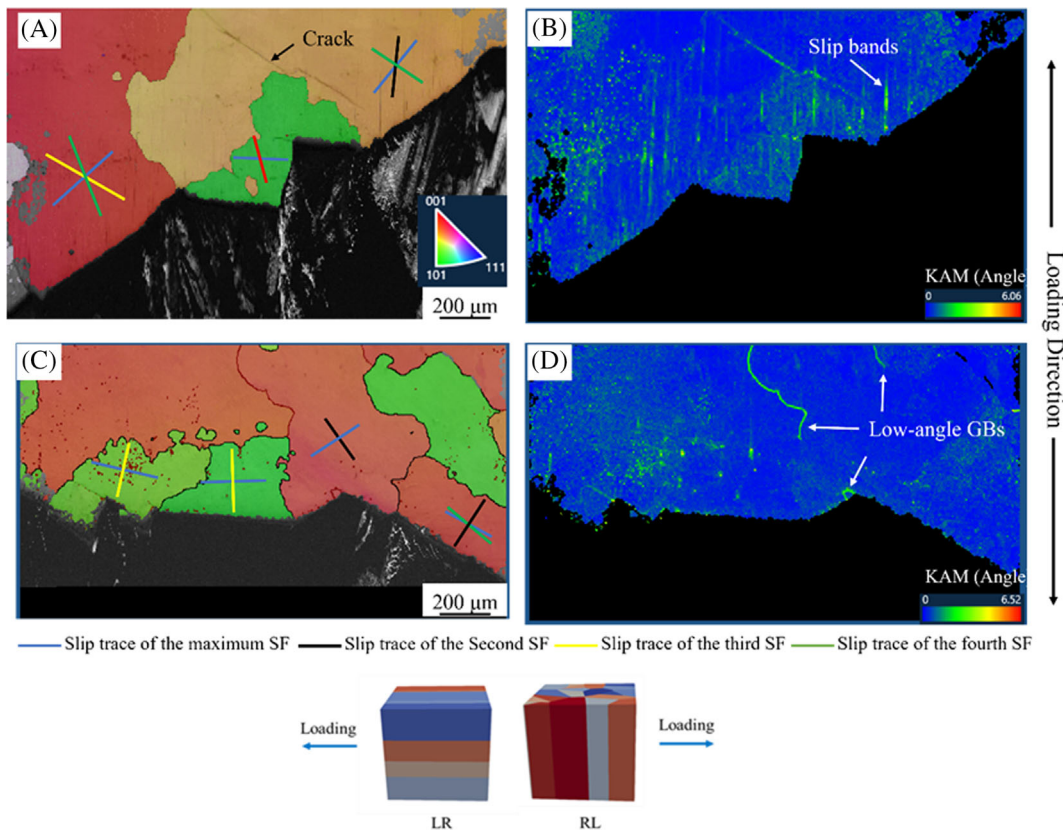 (A)
Crack
001
101
111
200 μm
(B)
Slip bands
KAM (Angle
0
6.06
(C)
200 μm
(D)
Low-angle GBs
KAM (Angle
0
6.52
Loading Direction
Slip trace of the maximum SF
Slip trace of the Second SF
Slip trace of the third SF
Slip trace of the fourth SF
Loading
Loading
LR
RL